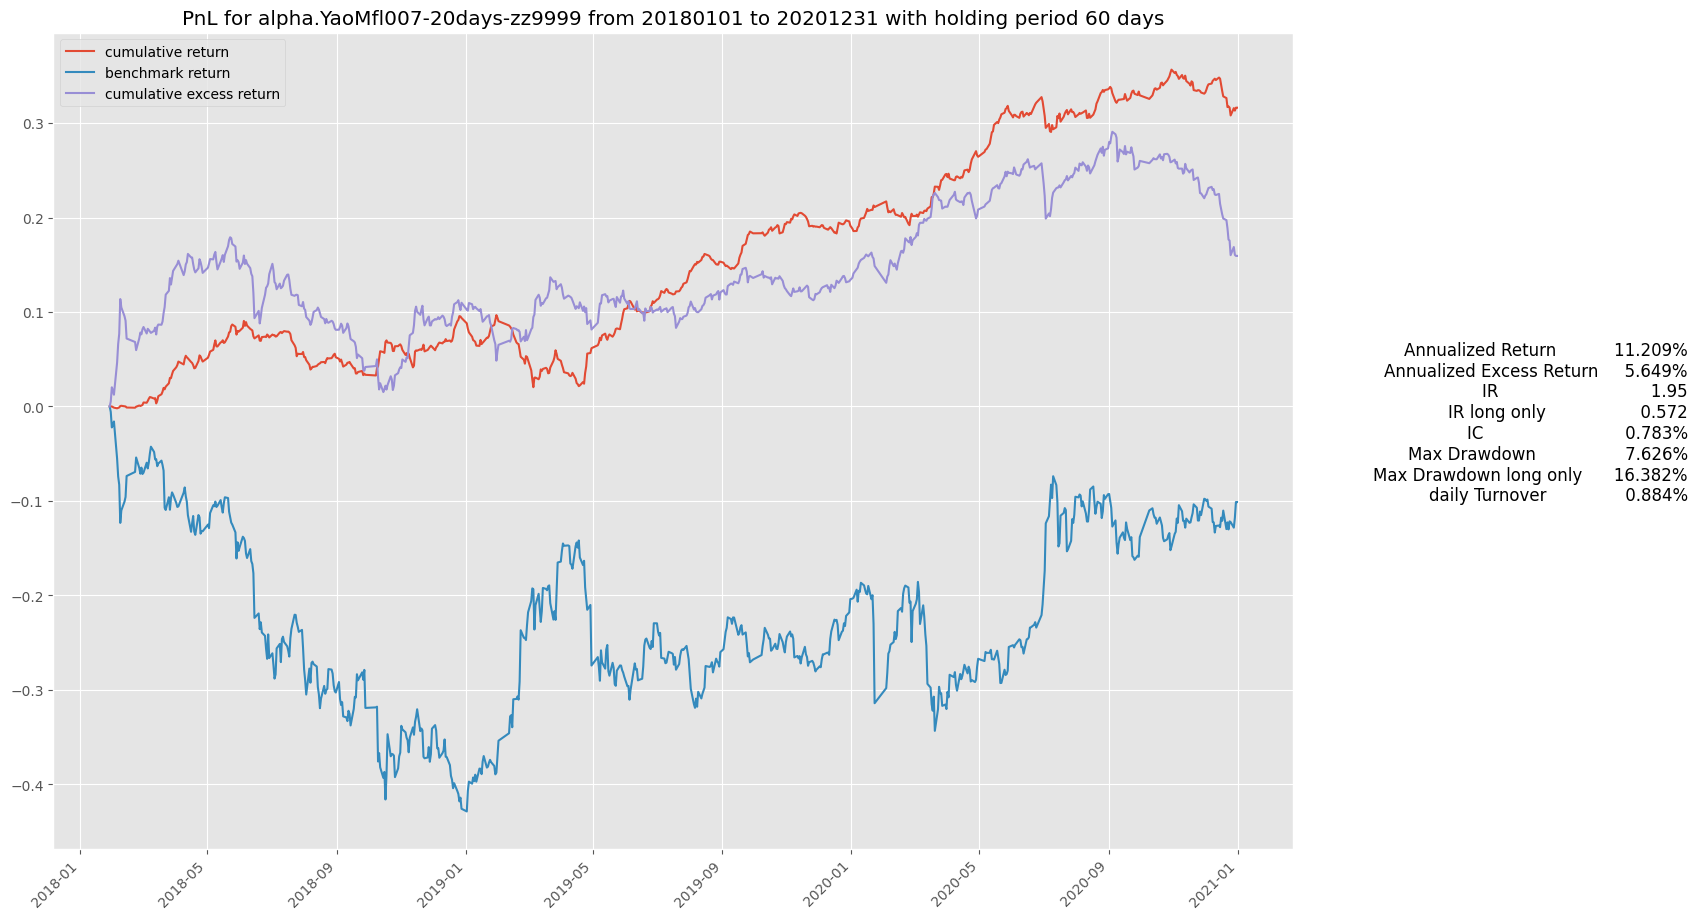 PnL for alpha.YaoMfl007-20days-zz9999 from 20180101 to 20201231 with holding period 60 days
cumulative return
benchmark return
cumulative excess return
0.3
0.2
0.1
0.0
−0.1
−0.2
−0.3
−0.4
2018-01
2018-05
2018-09
2019-01
2019-05
2019-09
2020-01
2020-05
2020-09
2021-01
Annualized Return 11.209%
Annualized Excess Return 5.649%
IR 1.95
IR long only 0.572
IC 0.783%
Max Drawdown 7.626%
Max Drawdown long only 16.382%
daily Turnover 0.884%